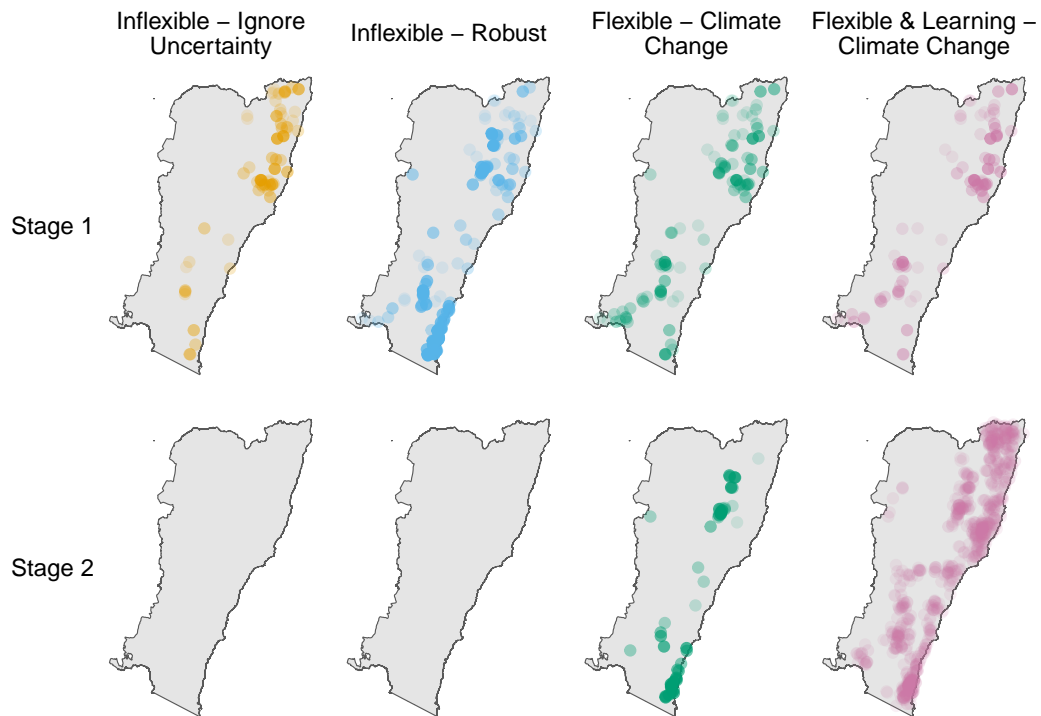 Inflexible – Ignore
Uncertainty
Inflexible – Robust
Flexible – Climate
Change
Flexible & Learning –
Climate Change
Stage 1
Stage 2